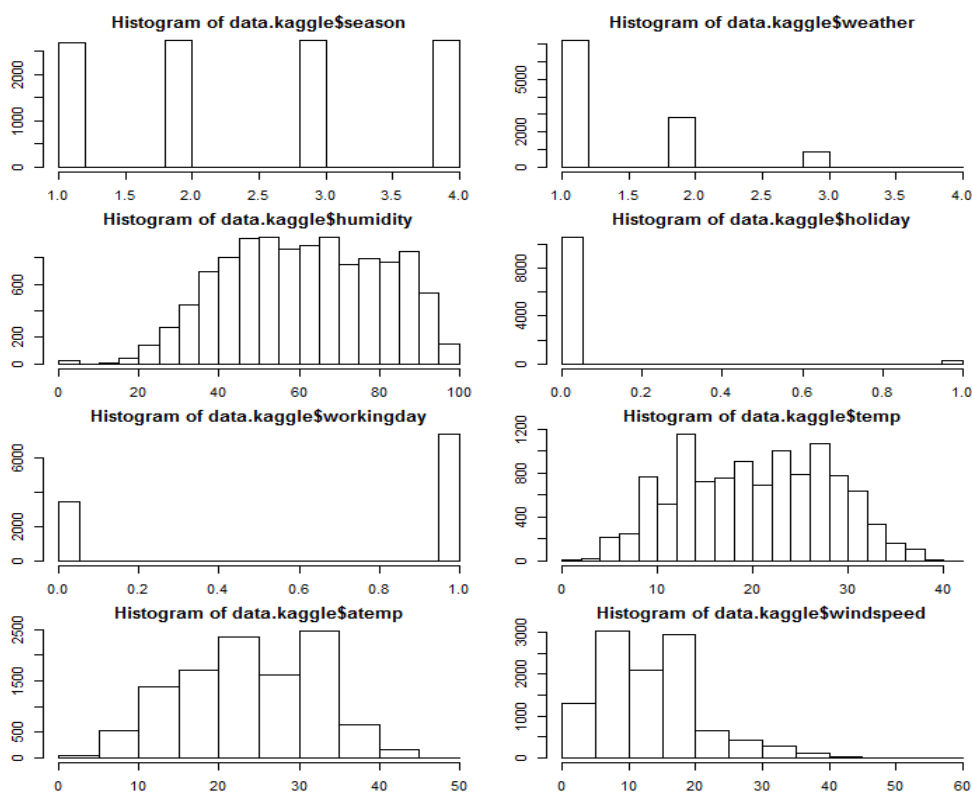 Histogram of data.kaggle$season
0 1000 2000
1.0 1.5 2.0 2.5 3.0 3.5 4.0
Histogram of data.kaggle$weather
0 2000 5000
1.0 1.5 2.0 2.5 3.0 3.5 4.0
Histogram of data.kaggle$humidity
0 200 600
0 20 40 60 80 100
Histogram of data.kaggle$holiday
0 4000 8000
0.0 0.2 0.4 0.6 0.8 1.0
Histogram of data.kaggle$workingday
0 2000 6000
0.0 0.2 0.4 0.6 0.8 1.0
Histogram of data.kaggle$temp
0 400 800 1200
0 10 20 30 40
Histogram of data.kaggle$atemp
0 500 1500 2500
0 10 20 30 40 50
Histogram of data.kaggle$windspeed
0 1000 2000 3000
0 10 20 30 40 50 60